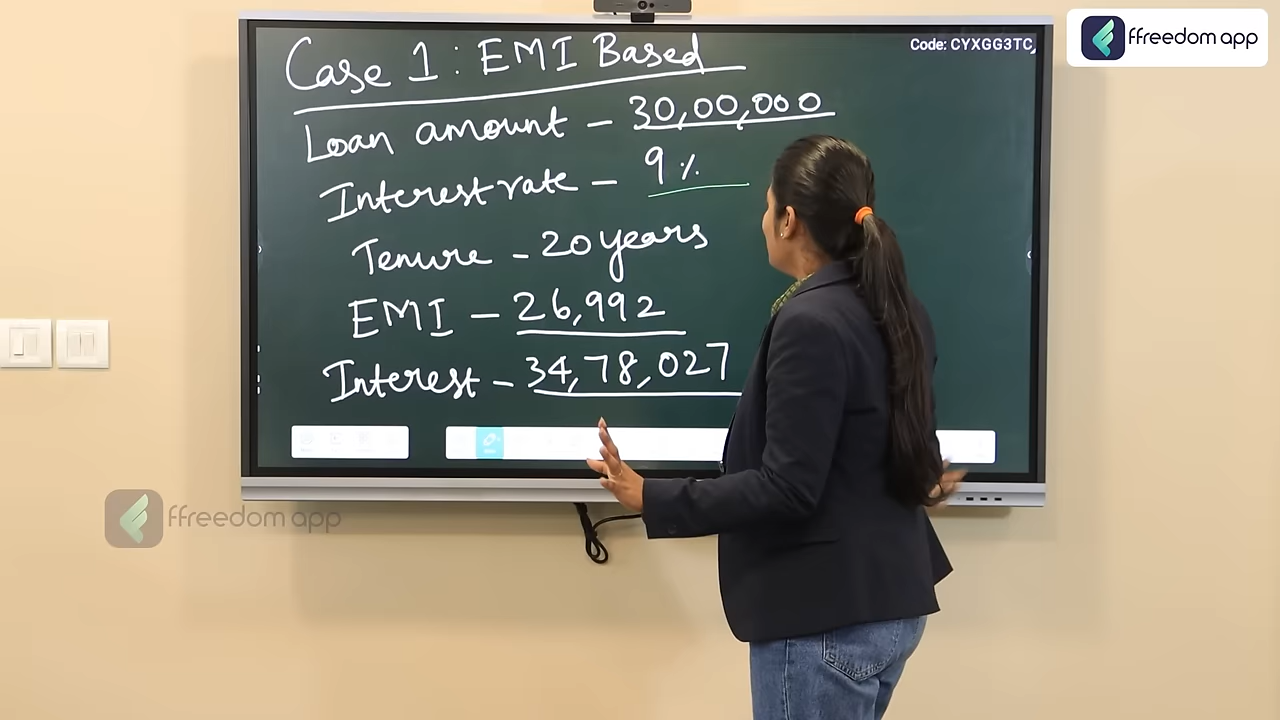 Case 1 : EMI Based
Code: CYXGG3TC
ffreedom app
Loan amount – 30,00,000
Interest rate – 9%
Tenure – 20 years
EMI – 26,992
Interest – 34,78,027
ffreedom app